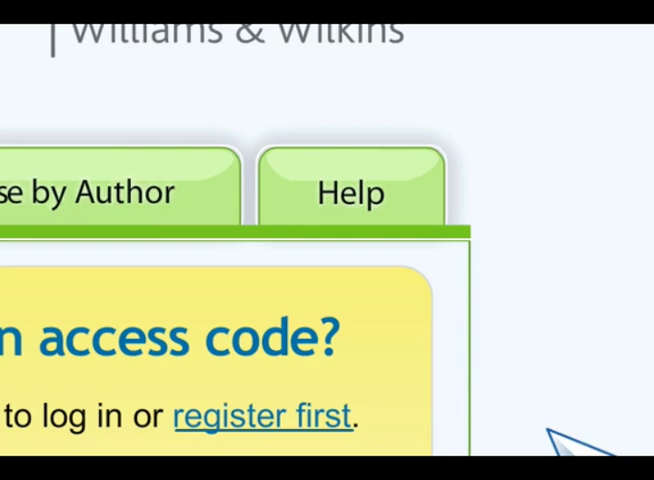 Williams & Wilkins
se by Author
Help
n access code?
to log in or register first.